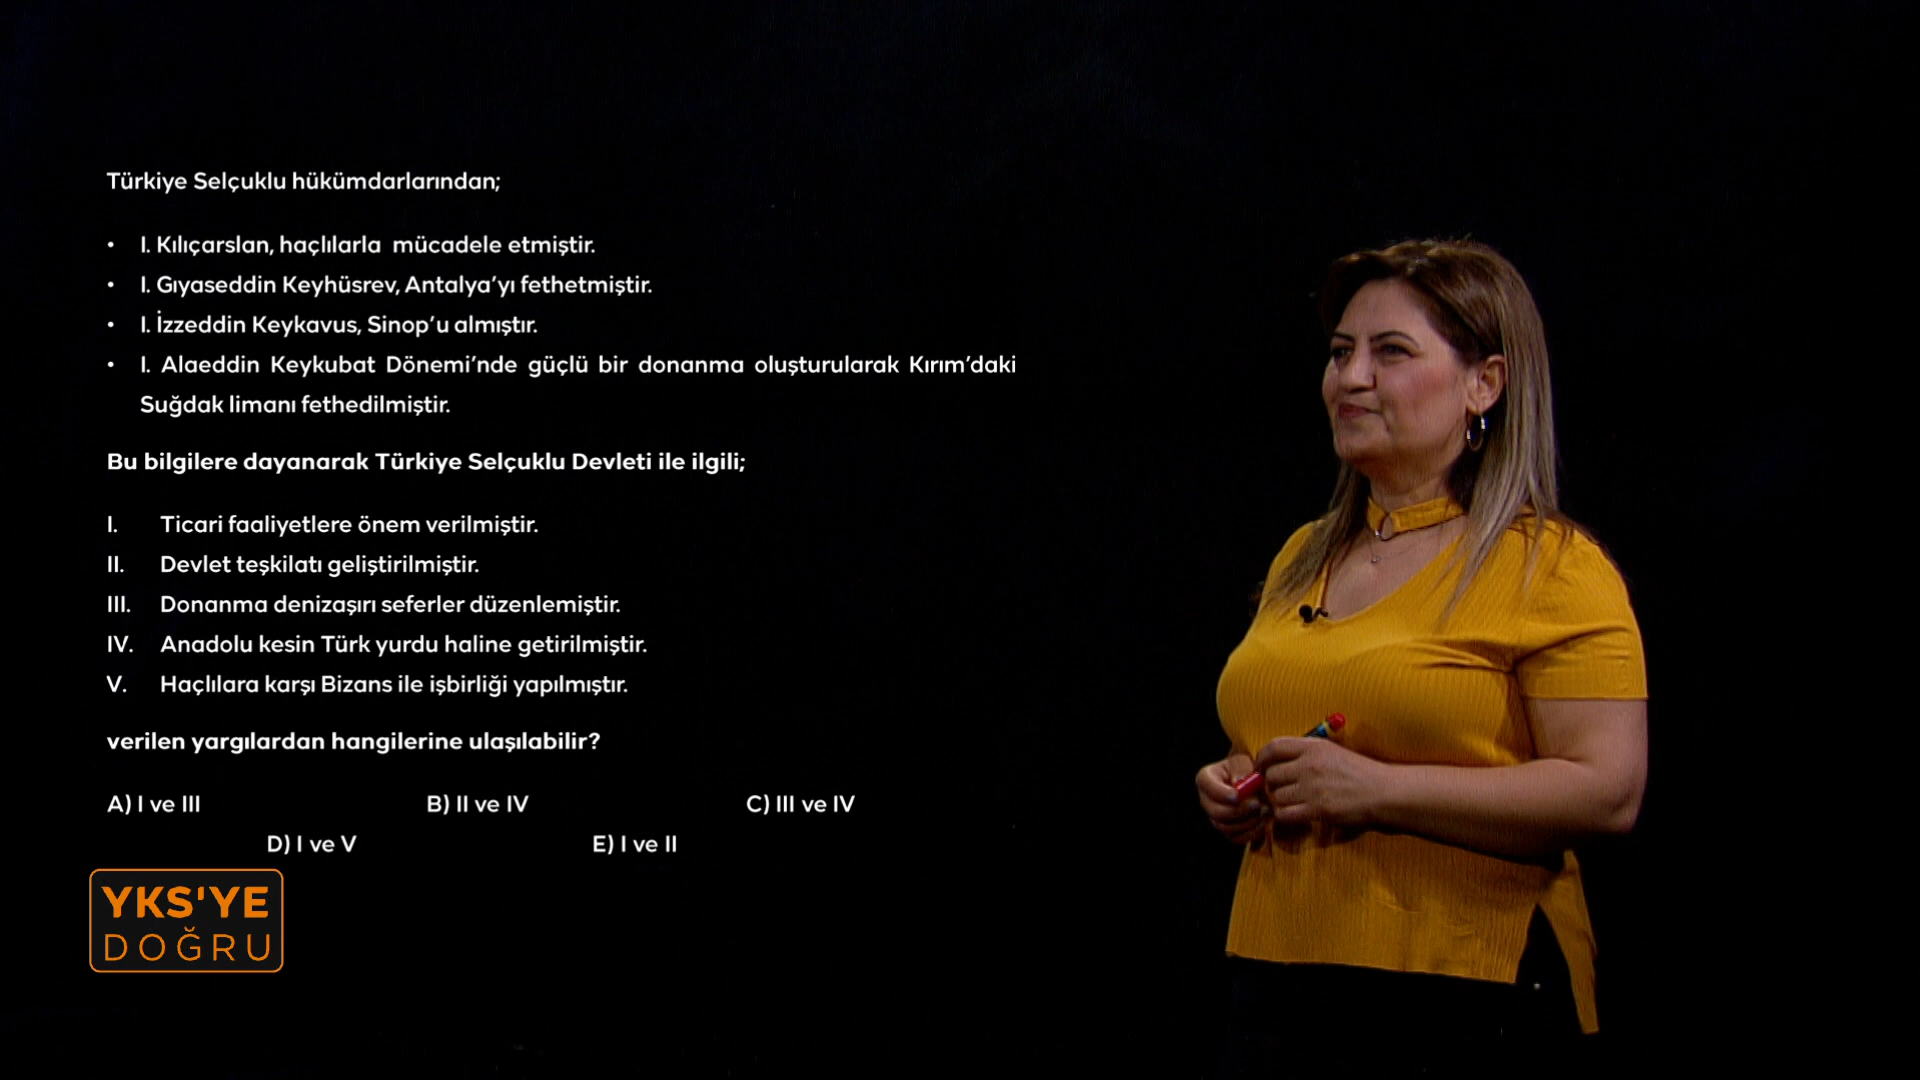 Türkiye Selçuklu hükümdarlarından;
• I. Kılıçarslan, haçlılarla mücadele etmiştir.
• I. Gıyaseddin Keyhüsrev, Antalya’yı fethetmiştir.
• I. İzzeddin Keykavus, Sinop’u almıştır.
• I. Alaeddin Keykubat Dönemi’nde güçlü bir donanma oluşturularak Kırım’daki
Suğdak limanı fethedilmiştir.
Bu bilgilere dayanarak Türkiye Selçuklu Devleti ile ilgili;
I. Ticari faaliyetlere önem verilmiştir.
II. Devlet teşkilatı geliştirilmiştir.
III. Donanma denizaşırı seferler düzenlemiştir.
IV. Anadolu kesin Türk yurdu haline getirilmiştir.
V. Haçlılara karşı Bizans ile işbirliği yapılmıştır.
verilen yargılardan hangilerine ulaşılabilir?
A) I ve III B) II ve IV C) III ve IV
D) I ve V E) I ve II
YKS'YE
DOĞRU